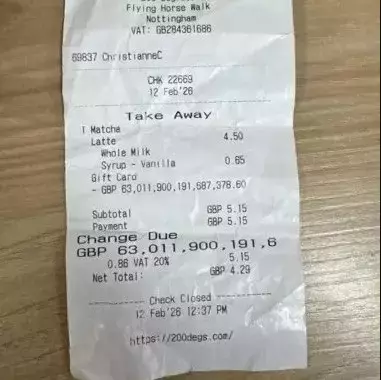 Flying Horse Walk
Nottingham
VAT: GB284361686
69837 ChristianneC
CHK 22669
12 Feb'26
Take Away
1 Matcha
Latte 4.50
Whole Milk
Syrup - Vanilla 0.65
Gift Card
- GBP 63,011,900,191,687,378.60
Subtotal GBP 5.15
Payment GBP 5.15
Change Due
GBP 63,011,900,191,6
0.86 VAT 20% 5.15
Net Total: GBP 4.29
Check Closed
12 Feb'26 12:37 PM
https://200degs.com/